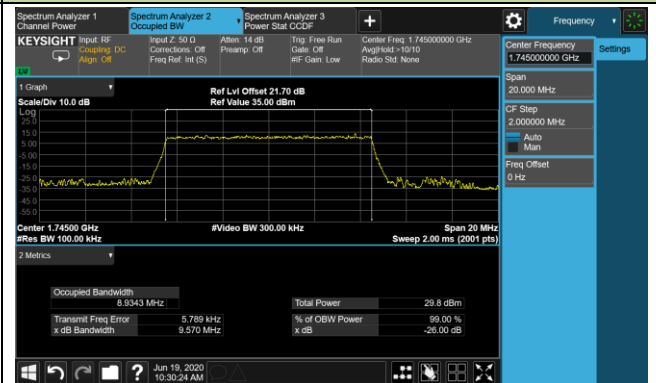 Spectrum Analyzer 1
Channel Power
Spectrum Analyzer 2
Occupied BW
Spectrum Analyzer 3
Power Stat CCDF
+
Frequency
KEYSIGHT
Input: RF
Coupling: DC
Align: Off
Input Z: 50 Ω
Corrections: Off
Freq Ref: Int (S)
Atten: 14 dB
Preamp: Off
Trig: Free Run
Gate: Off
#IF Gain: Low
Center Freq: 1.745000000 GHz
Avg|Hold:>10/10
Radio Std: None
Center Frequency
1.745000000 GHz
Settings
Span
20.000 MHz
CF Step
2.000000 MHz
Auto
Man
Freq Offset
0 Hz
1 Graph
Scale/Div 10.0 dB
Ref Lvl Offset 21.70 dB
Ref Value 35.00 dBm
Log
25.0
15.0
5.00
-5.00
-15.0
-25.0
-35.0
-45.0
-55.0
Center 1.74500 GHz
#Res BW 100.00 kHz
#Video BW 300.00 kHz
Span 20 MHz
Sweep 2.00 ms (2001 pts)
2 Metrics
Occupied Bandwidth
8.9343 MHz
Total Power 29.8 dBm
Transmit Freq Error 5.789 kHz
% of OBW Power 99.00 %
x dB Bandwidth 9.570 MHz
x dB -26.00 dB
?
Jun 19, 2020
10:30:24 AM